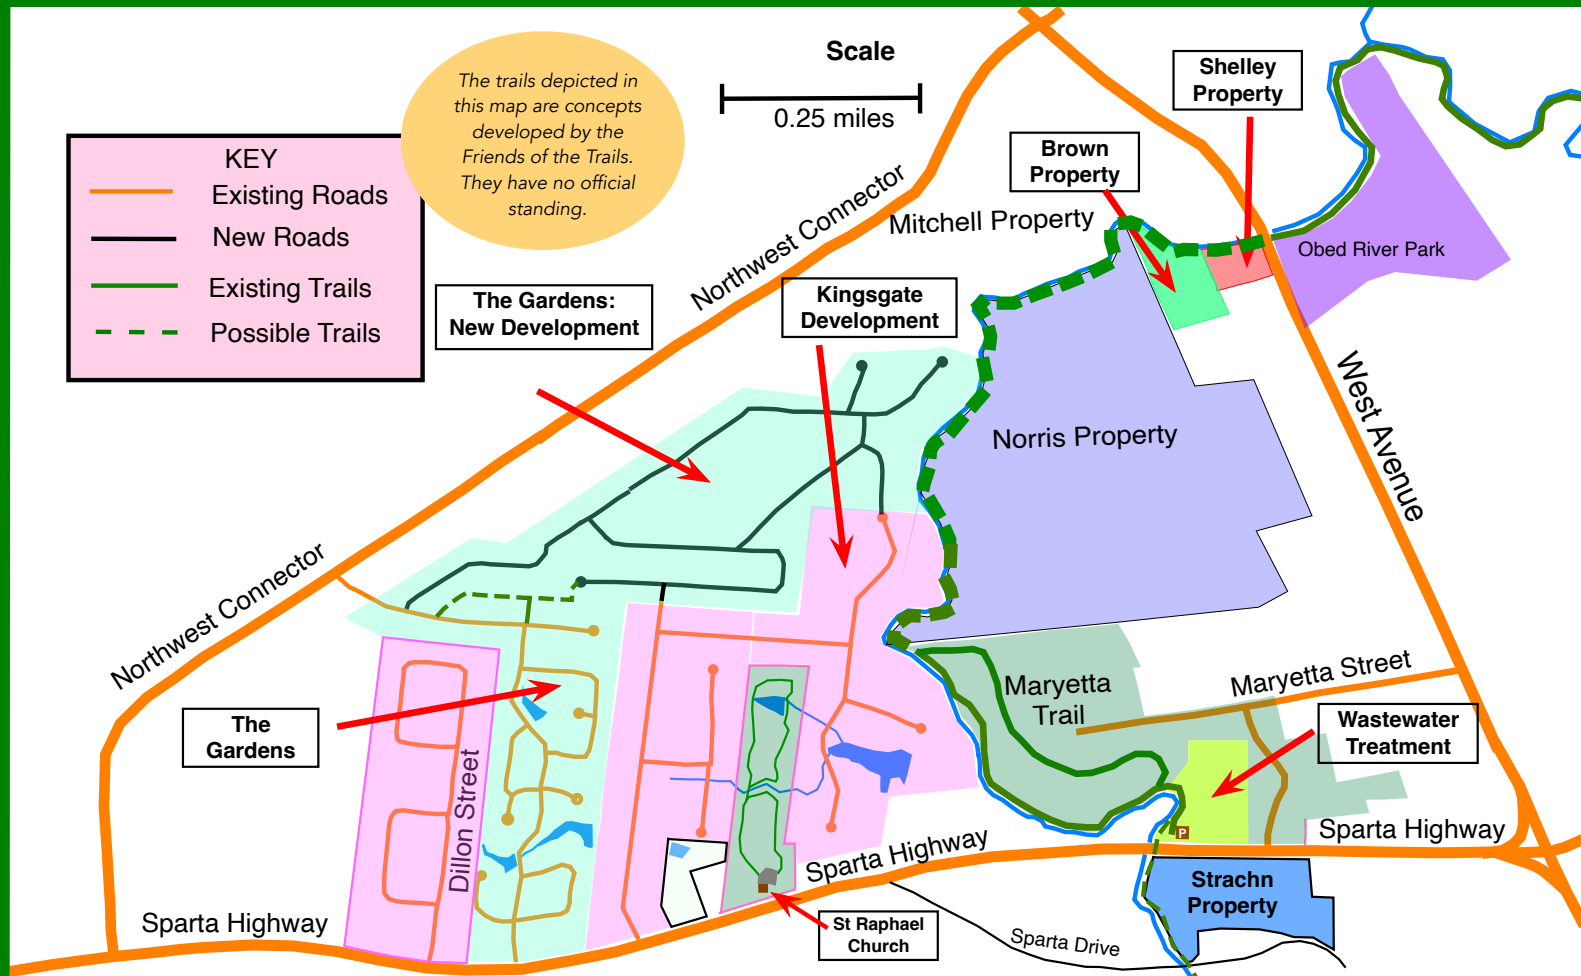 The trails depicted in
this map are concepts
developed by the
Friends of the Trails.
They have no official
standing.
Scale
0.25 miles
Shelley
Property
Brown
Property
KEY
Existing Roads
New Roads
Existing Trails
Possible Trails
Northwest Connector
Mitchell Property
Obed River Park
The Gardens:
New Development
Kingsgate
Development
West Avenue
Norris Property
Northwest Connector
Maryetta
Trail
Maryetta Street
Wastewater
Treatment
The
Gardens
Dillon Street
P
Sparta Highway
Sparta Highway
Sparta Highway
Strachn
Property
St Raphael
Church
Sparta Drive